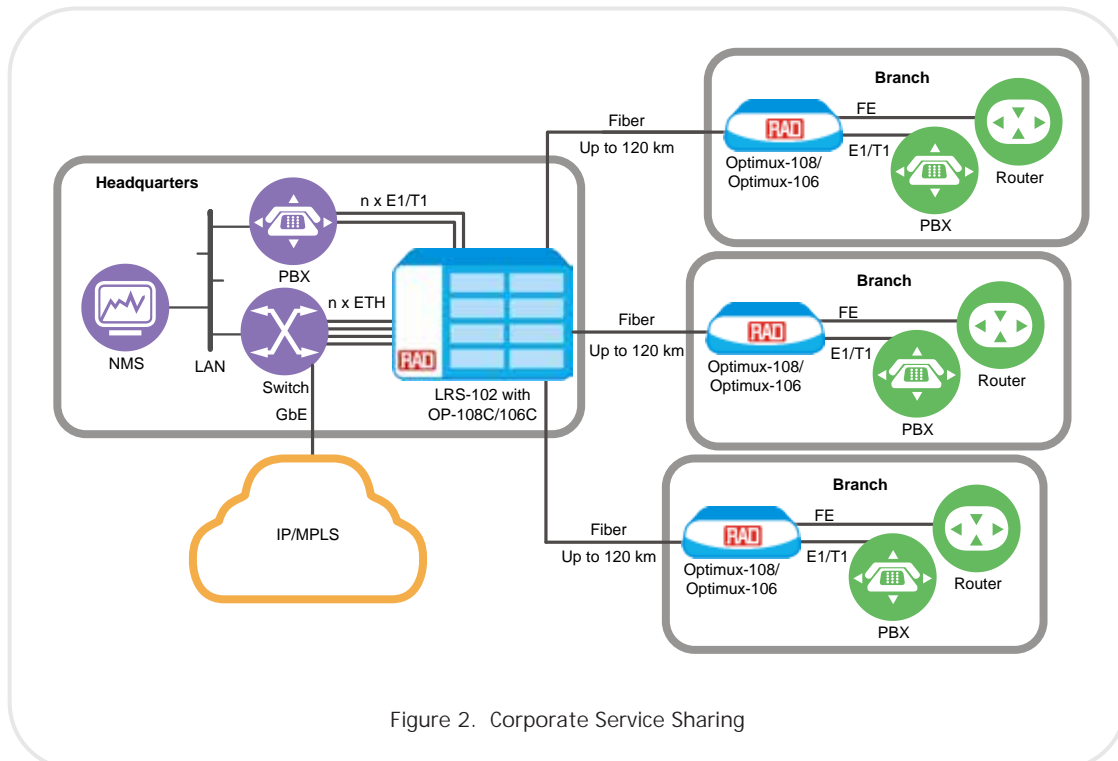 Headquarters
NMS
LAN
PBX
n x E1/T1
Switch
n x ETH
GbE
IP/MPLS
RAD
LRS-102 with
OP-108C/106C
Fiber
Up to 120 km
Branch
RAD
Optimux-108/
Optimux-106
FE
E1/T1
Router
PBX
Fiber
Up to 120 km
Branch
RAD
Optimux-108/
Optimux-106
FE
E1/T1
Router
PBX
Fiber
Up to 120 km
Branch
RAD
Optimux-108/
Optimux-106
FE
E1/T1
Router
PBX
Figure 2. Corporate Service Sharing